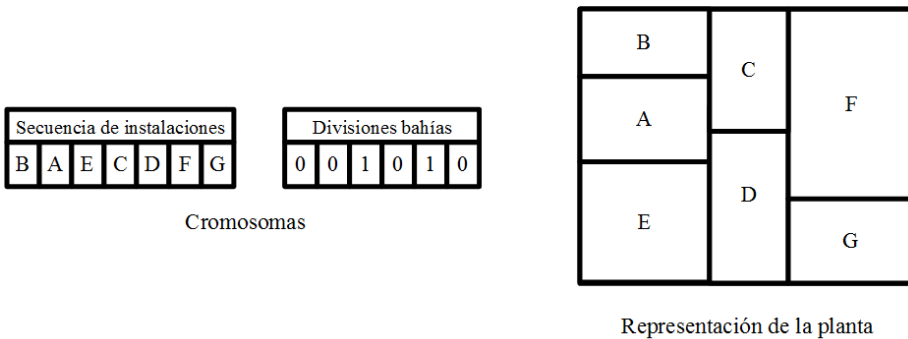 Secuencia de instalaciones
B A E C D F G
Divisiones bahías
0 0 1 0 1 0
Cromosomas
B
A
E
C
D
F
G
Representación de la planta